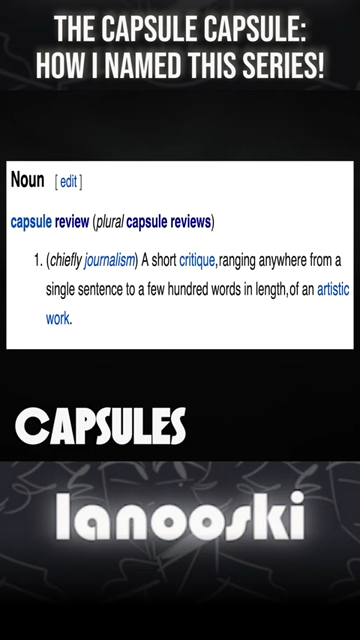 THE CAPSULE CAPSULE:
HOW I NAMED THIS SERIES!
Noun [ edit ]
capsule review (plural capsule reviews)
1. (chiefly journalism) A short critique, ranging anywhere from a
single sentence to a few hundred words in length, of an artistic
work.
CAPSULES
lanooski